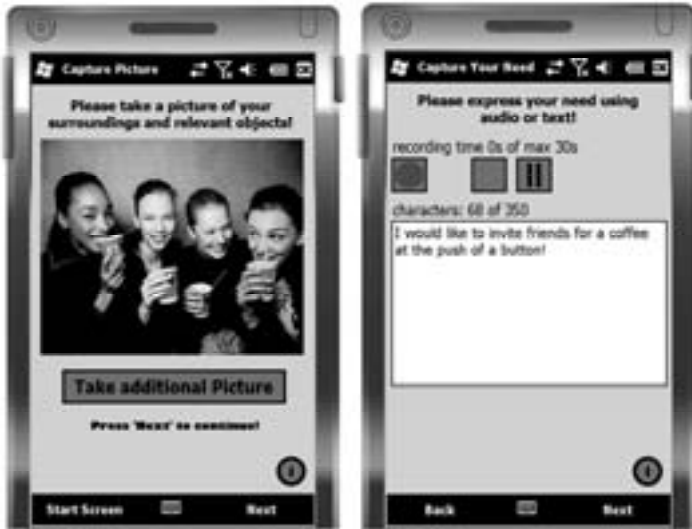 Capture Picture
Please take a picture of your
surroundings and relevant objects!
Take additional Picture
Press 'Next' to continue!
Start Screen
Next
Capture Your Need
Please express your need using
audio or text!
recording time 0s of max 30s
characters: 68 of 350
I would like to invite friends for a coffee
at the push of a button!
Back
Next